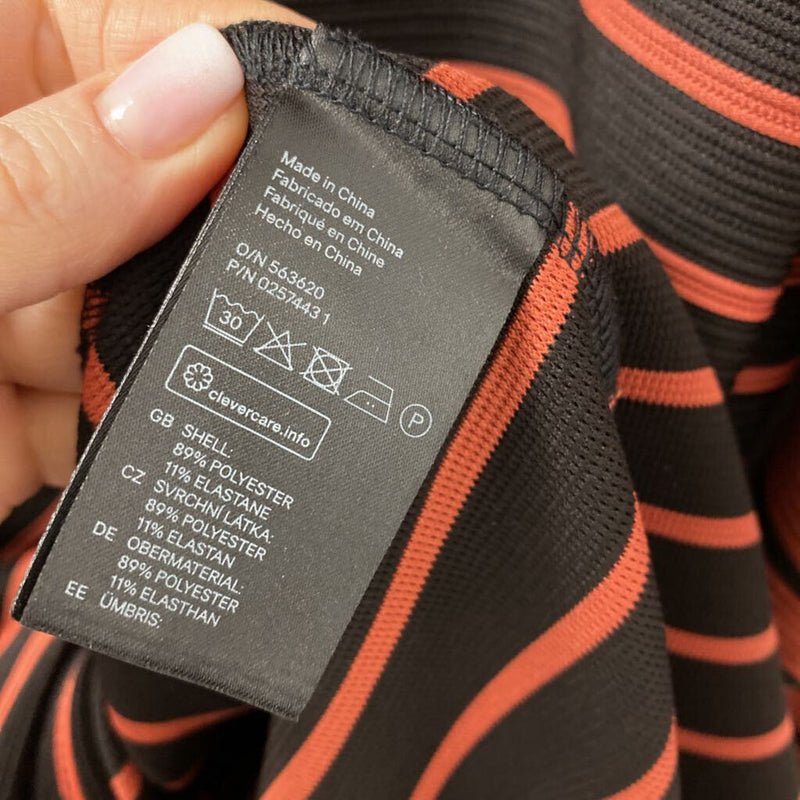 Made in China
Fabricado em China
Fabriqué en Chine
Hecho en China
O/N 563620
P/N 0257443 1
30
P
clevercare.info
GB SHELL:
89% POLYESTER
11% ELASTANE
CZ SVRCHNÍ LÁTKA:
89% POLYESTER
11% ELASTAN
DE OBERMATERIAL:
89% POLYESTER
11% ELASTHAN
EE ÜMBRIS: